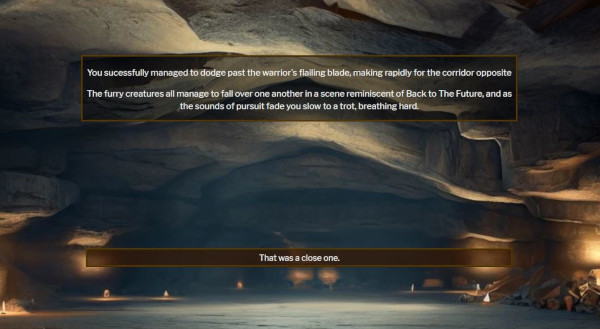 You sucessfully managed to dodge past the warrior's flailing blade, making rapidly for the corridor opposite
The furry creatures all manage to fall over one another in a scene reminiscent of Back to The Future, and as
the sounds of pursuit fade you slow to a trot, breathing hard.
That was a close one.